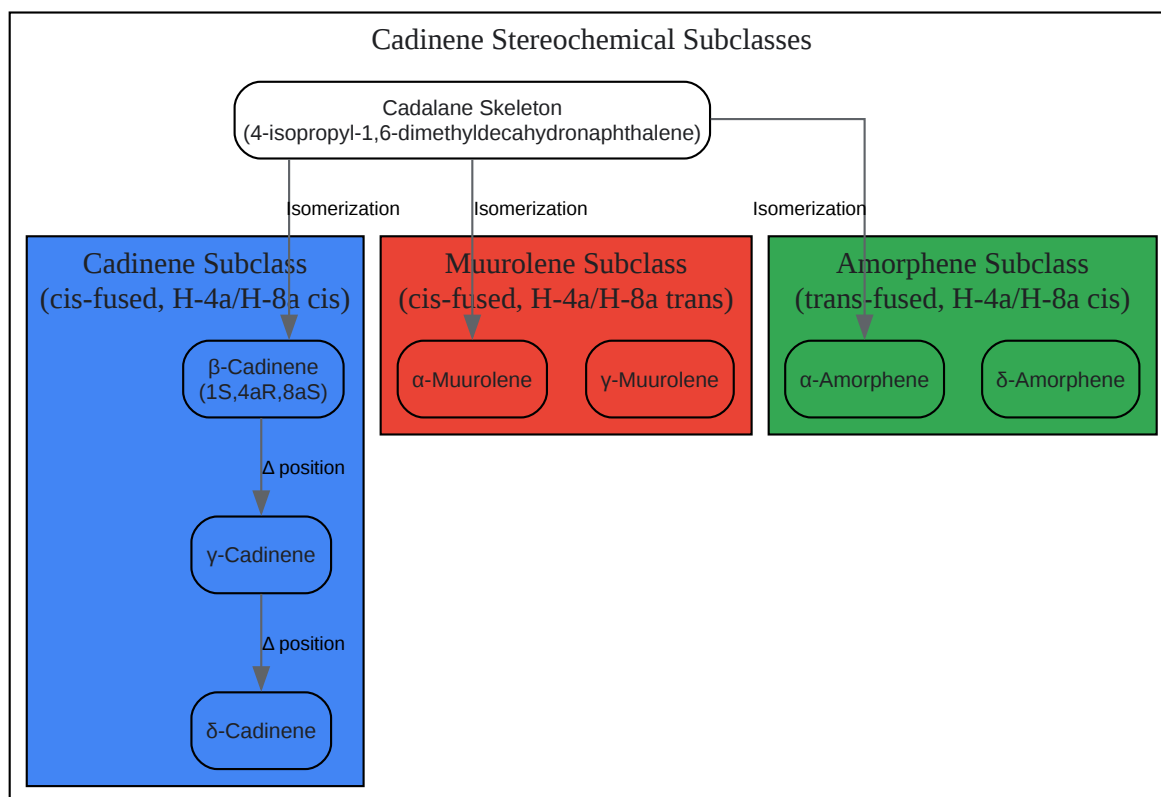 Cadinene Stereochemical Subclasses
Cadalane Skeleton
(4-isopropyl-1,6-dimethyldecahydronaphthalene)
Isomerization
Isomerization
Isomerization
Cadinene Subclass
(cis-fused, H-4a/H-8a cis)
Muurolene Subclass
(cis-fused, H-4a/H-8a trans)
Amorphene Subclass
(trans-fused, H-4a/H-8a cis)
β-Cadinene
(1S,4aR,8aS)
α-Muurolene
γ-Muurolene
α-Amorphene
δ-Amorphene
Δ position
γ-Cadinene
Δ position
δ-Cadinene